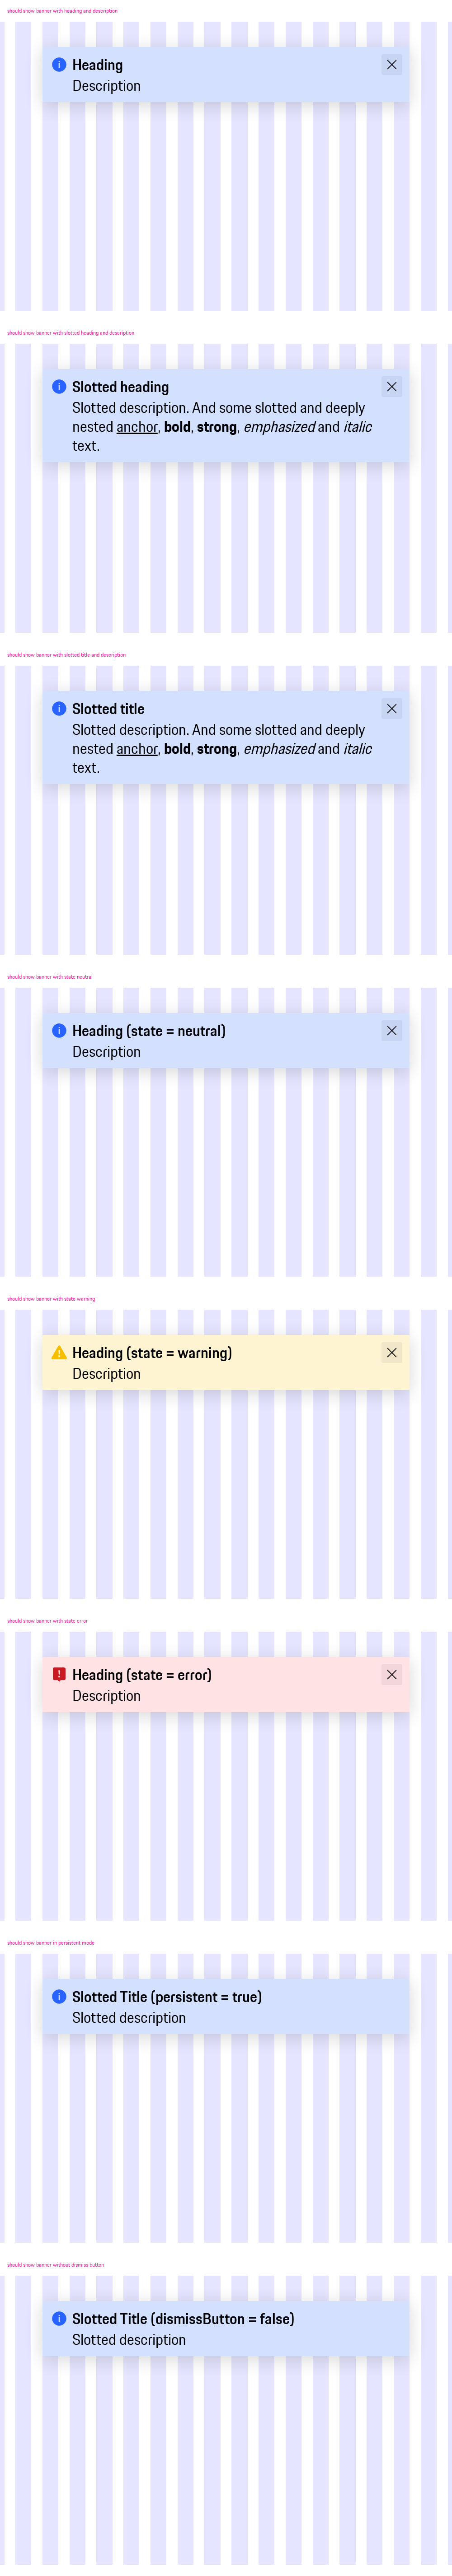 should show banner with heading and description
Heading
Description
should show banner with slotted heading and description
Slotted heading
Slotted description. And some slotted and deeply
nested anchor, bold, strong, emphasized and italic
text.
should show banner with slotted title and description
Slotted title
Slotted description. And some slotted and deeply
nested anchor, bold, strong, emphasized and italic
text.
should show banner with state neutral
Heading (state = neutral)
Description
should show banner with state warning
Heading (state = warning)
Description
should show banner with state error
Heading (state = error)
Description
should show banner in persistent mode
Slotted Title (persistent = true)
Slotted description
should show banner without dismiss button
Slotted Title (dismissButton = false)
Slotted description